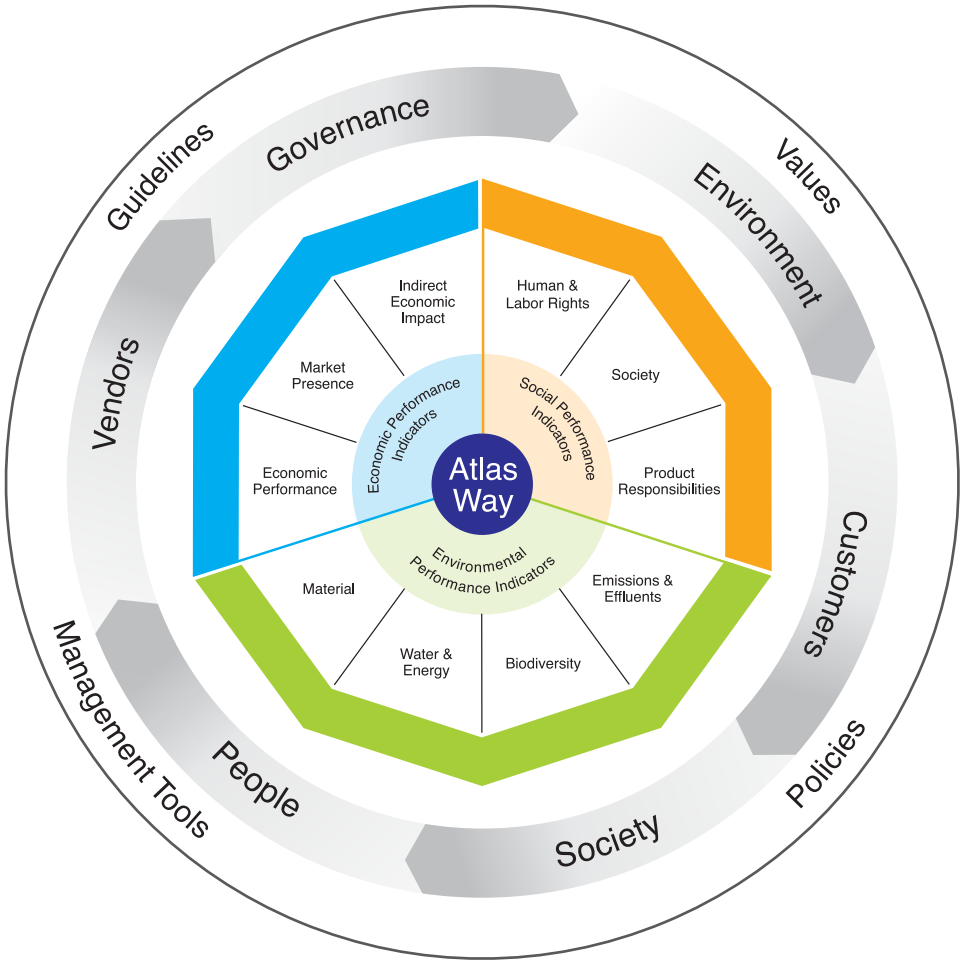 Guidelines
Values
Policies
Management Tools
Governance
Environment
Customers
Society
People
Vendors
Indirect
Economic
Impact
Market
Presence
Economic
Performance
Human &
Labor Rights
Society
Product
Responsibilities
Material
Water &
Energy
Biodiversity
Emissions &
Effluents
Economic Performance
Indicators
Social Performance
Indicators
Environmental
Performance Indicators
Atlas
Way